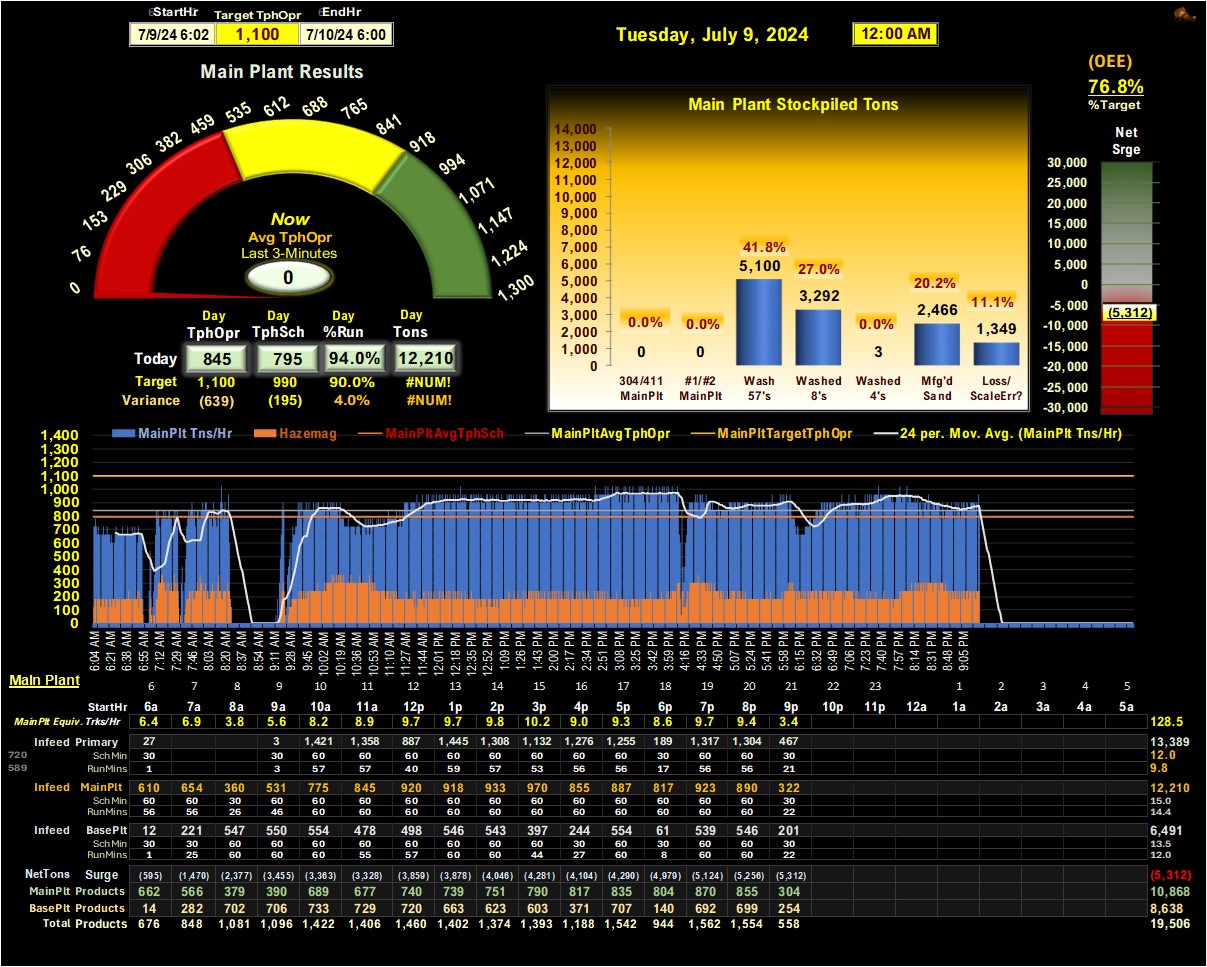 StartHr Target TphOpr EndHr
7/9/24 6:02 1,100 7/10/24 6:00
Tuesday, July 9, 2024 12:00 AM
(OEE)
76.8%
%Target
Main Plant Results
0 76 153 229 306 382 459 535 612 688 765 841 918 994 1,071 1,147 1,224 1,300
Now
Avg TphOpr
Last 3-Minutes
0
Day Day Day Day
TphOpr TphSch %Run Tons
Today 845 795 94.0% 12,210
Target 1,100 990 90.0% #NUM!
Variance (639) (195) 4.0% #NUM!
Main Plant Stockpiled Tons
14,000
13,000
12,000
11,000
10,000
9,000
8,000
7,000
6,000
5,000
4,000
3,000
2,000
1,000
0
0.0% 0.0% 41.8% 27.0% 0.0% 20.2% 11.1%
0 0 5,100 3,292 3 2,466 1,349
304/411 #1/#2 Wash Washed Washed Mfg'd Loss/
MainPlt MainPlt 57's 8's 4's Sand ScaleErr?
Net
Srge
30,000
25,000
20,000
15,000
10,000
5,000
0
-5,000
(5,312)
-10,000
-15,000
-20,000
-25,000
-30,000
MainPlt Tns/Hr Hazemag MainPltAvgTphSch MainPltAvgTphOpr MainPltTargetTphOpr 24 per. Mov. Avg. (MainPlt Tns/Hr)
1,400
1,300
1,200
1,100
1,000
900
800
700
600
500
400
300
200
100
0
6:04 AM 6:21 AM 6:38 AM 6:55 AM 7:12 AM 7:29 AM 7:46 AM 8:03 AM 8:20 AM 8:37 AM 8:54 AM 9:11 AM 9:28 AM 9:45 AM 10:02 AM 10:19 AM 10:36 AM 10:53 AM 11:10 AM 11:27 AM 11:44 AM 12:01 PM 12:18 PM 12:35 PM 12:52 PM 1:09 PM 1:26 PM 1:43 PM 2:00 PM 2:17 PM 2:34 PM 2:51 PM 3:08 PM 3:25 PM 3:42 PM 3:59 PM 4:16 PM 4:33 PM 4:50 PM 5:07 PM 5:24 PM 5:41 PM 5:58 PM 6:15 PM 6:32 PM 6:49 PM 7:06 PM 7:23 PM 7:40 PM 7:57 PM 8:14 PM 8:31 PM 8:48 PM 9:05 PM
Main Plant 6 7 8 9 10 11 12 13 14 15 16 17 18 19 20 21 22 23 1 2 3 4 5
StartHr 6a 7a 8a 9a 10a 11a 12p 1p 2p 3p 4p 5p 6p 7p 8p 9p 10p 11p 12a 1a 2a 3a 4a 5a
MainPlt Equiv. Trks/Hr 6.4 6.9 3.8 5.6 8.2 8.9 9.7 9.7 9.8 10.2 9.0 9.3 8.6 9.7 9.4 3.4 128.5
Infeed Primary 27 3 1,421 1,358 887 1,445 1,308 1,132 1,276 1,255 189 1,317 1,304 467 13,389
720 SchMin 30 30 60 60 60 60 60 60 60 60 30 60 60 30 12.0
589 RunMins 1 3 57 57 40 59 57 53 56 56 17 56 56 21 9.8
Infeed MainPlt 610 654 360 531 775 845 920 918 933 970 855 887 817 923 890 322 12,210
SchMin 60 60 30 60 60 60 60 60 60 60 60 60 60 60 60 30 15.0
RunMins 56 56 26 46 60 60 60 60 60 60 60 60 60 60 60 22 14.4
Infeed BasePlt 12 221 547 550 554 478 498 546 543 397 244 554 61 539 546 201 6,491
SchMin 30 30 60 60 60 60 60 60 60 60 30 60 30 60 60 30 13.5
RunMins 1 25 60 60 60 55 57 60 60 44 27 60 8 60 60 22 12.0
NetTons Surge (595) (1,470) (2,377) (3,455) (3,363) (3,328) (3,859) (3,878) (4,046) (4,281) (4,104) (4,290) (4,979) (5,124) (5,256) (5,312) (5,312)
MainPlt Products 662 566 379 390 689 677 740 739 751 790 817 835 804 870 855 304 10,868
BasePlt Products 14 282 702 706 733 729 720 663 623 603 371 707 140 692 699 254 8,638
Total Products 676 848 1,081 1,096 1,422 1,406 1,460 1,402 1,374 1,393 1,188 1,542 944 1,562 1,554 558 19,506